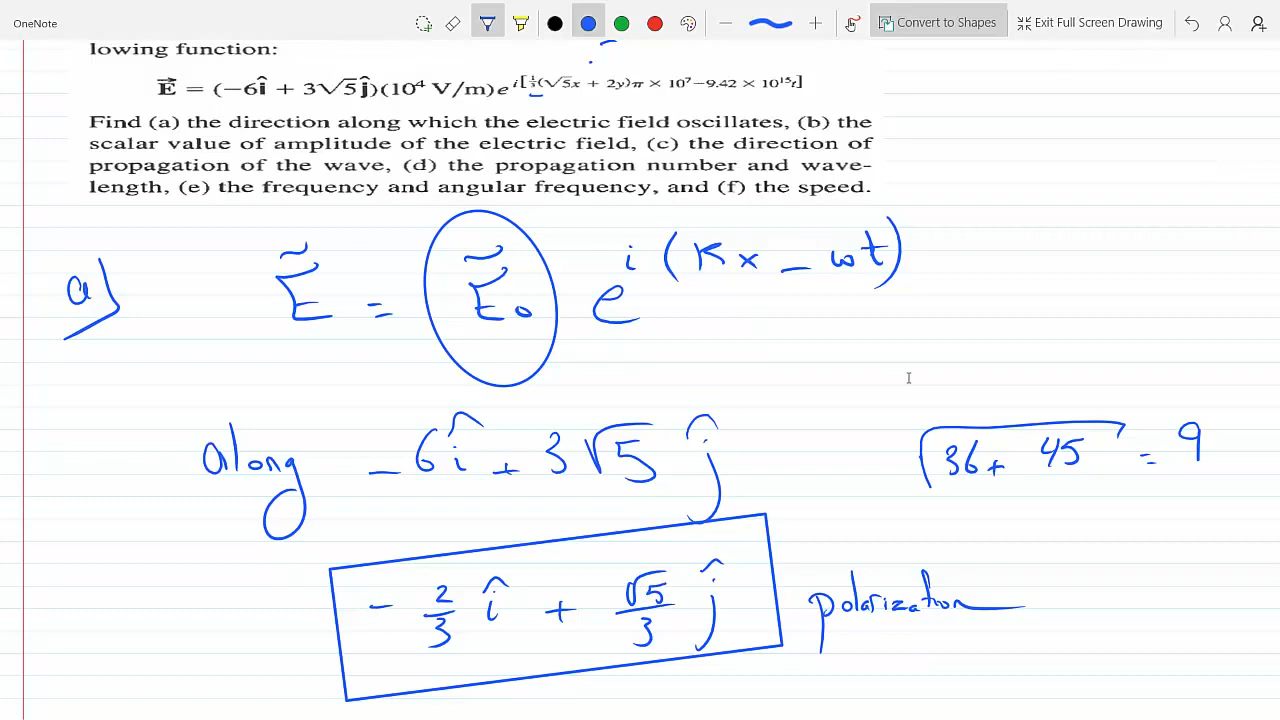 OneNote
Convert to Shapes
Exit Full Screen Drawing
lowing function:
E⃗ = (−6î + 3√5ĵ)(10⁴ V/m)e^{i[⅓(√5x + 2y)π × 10⁷−9.42 × 10¹⁵t]}
Find (a) the direction along which the electric field oscillates, (b) the
scalar value of amplitude of the electric field, (c) the direction of
propagation of the wave, (d) the propagation number and wave-
length, (e) the frequency and angular frequency, and (f) the speed.
a) Ẽ = Ẽ₀ e^{i(Kx − ωt)}
along −6î + 3√5 ĵ √36+45 = 9
−2/3 î + √5/3 ĵ polarization